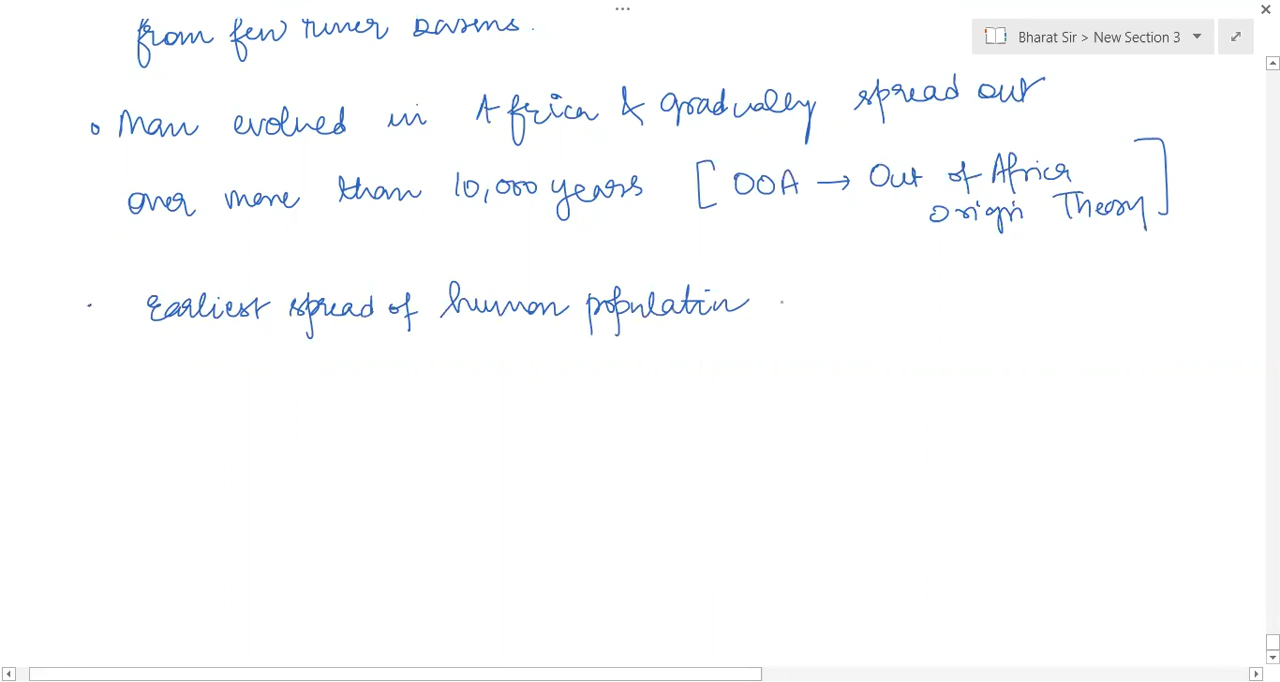 ...
×
Bharat Sir > New Section 3
from few river basins.
• Man evolved in Africa & gradually spread out
over more than 10,000 years [OOA → Out of Africa
Origin Theory]
• Earliest spread of human populatin